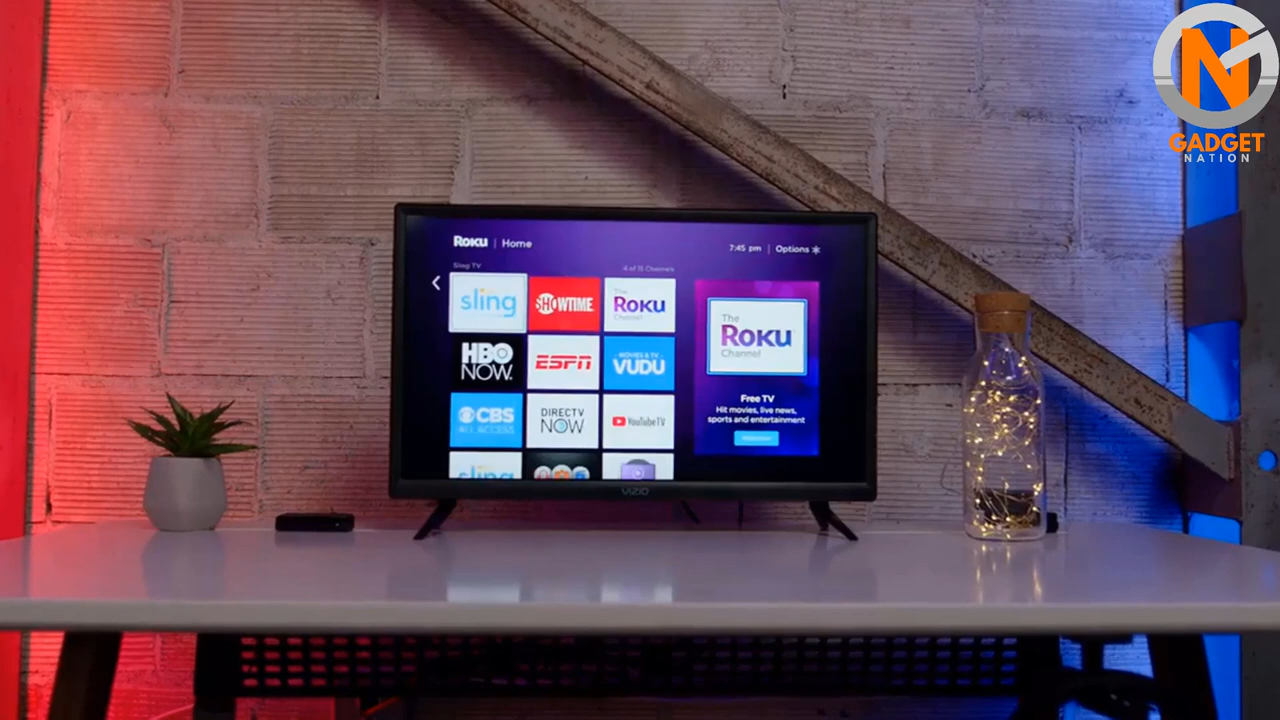 GADGET
NATION
Roku | Home
7:45 pm | Options
Sling TV
4 of 15 Channels
sling
SHOWTIME
The
Roku
Channel
HBO
NOW.
ESPN
MOVIES & TV
VUDU
CBS
ALL ACCESS
DIRECTV
NOW
YouTubeTV
sling
The
Roku
Channel
Free TV
Hit movies, live news,
sports and entertainment
VIZIO